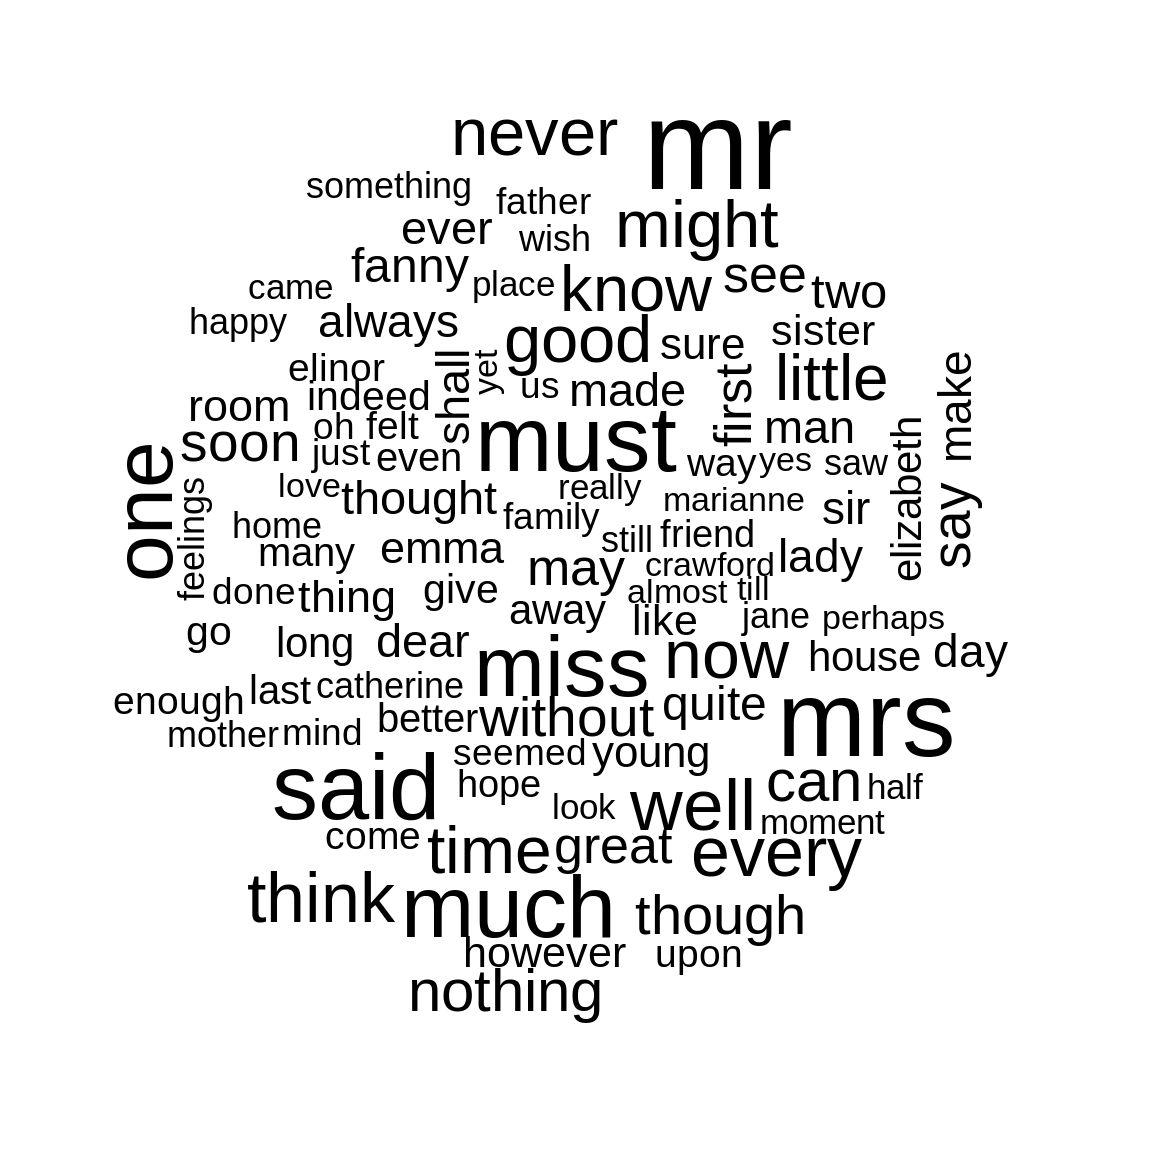 never
mr
something
father
might
ever
wish
fanny
place
know
see
two
came
happy
always
good
sure
sister
elinor
shall
yet
us
made
first
little
make
room
indeed
oh
felt
must
man
soon
just
even
way
yes
saw
elizabeth
one
feelings
love
thought
really
marianne
sir
say
home
family
still
friend
many
emma
may
crawford
lady
done
thing
give
away
almost
till
like
jane
perhaps
go
long
dear
miss
now
house
day
enough
last
catherine
better
without
quite
mrs
mother
mind
seemed
young
said
hope
look
well
can
half
moment
come
time
great
every
think
much
though
however
upon
nothing